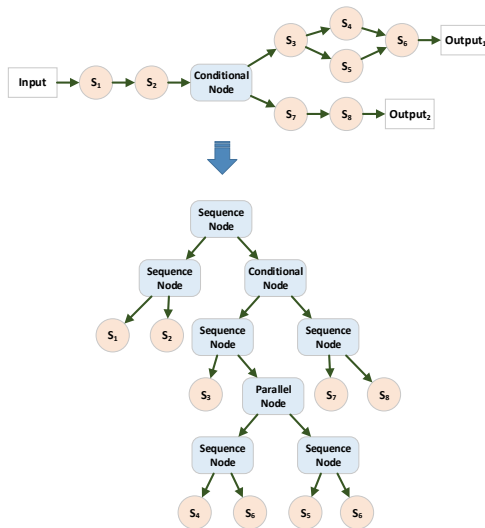 S₄
S₃
S₆
Output₁
S₅
Input
S₁
S₂
Conditional
Node
S₇
S₈
Output₂
Sequence
Node
Sequence
Node
Conditional
Node
S₁
S₂
Sequence
Node
Sequence
Node
S₃
Parallel
Node
S₇
S₈
Sequence
Node
Sequence
Node
S₄
S₆
S₅
S₆